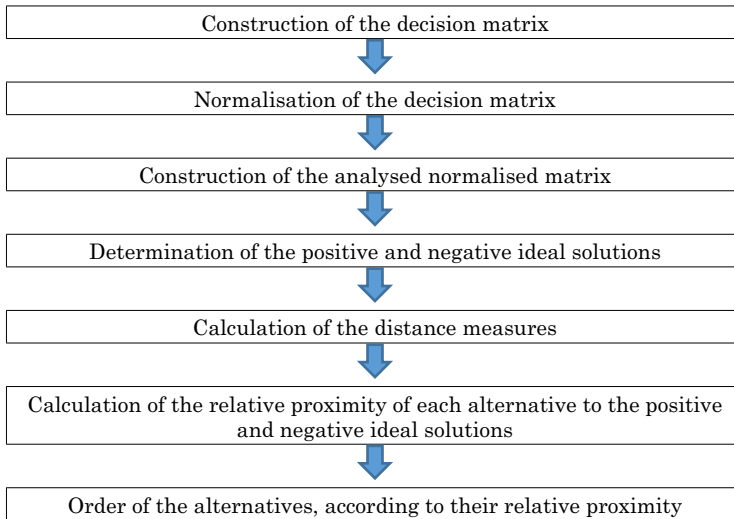 Construction of the decision matrix
Normalisation of the decision matrix
Construction of the analysed normalised matrix
Determination of the positive and negative ideal solutions
Calculation of the distance measures
Calculation of the relative proximity of each alternative to the positive
and negative ideal solutions
Order of the alternatives, according to their relative proximity